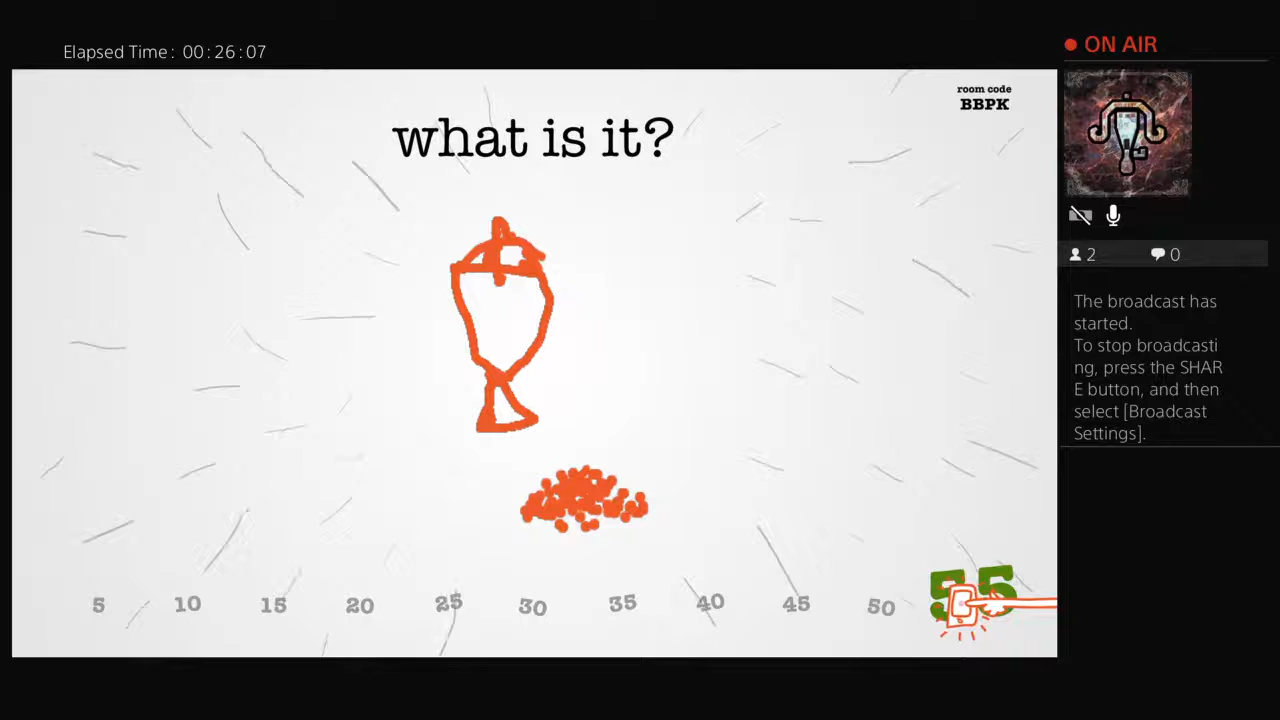 Elapsed Time: 00:26:07
ON AIR
room code
BBPK
what is it?
2
0
The broadcast has
started.
To stop broadcasti
ng, press the SHAR
E button, and then
select [Broadcast
Settings].
5 10 15 20 25 30 35 40 45 50 55